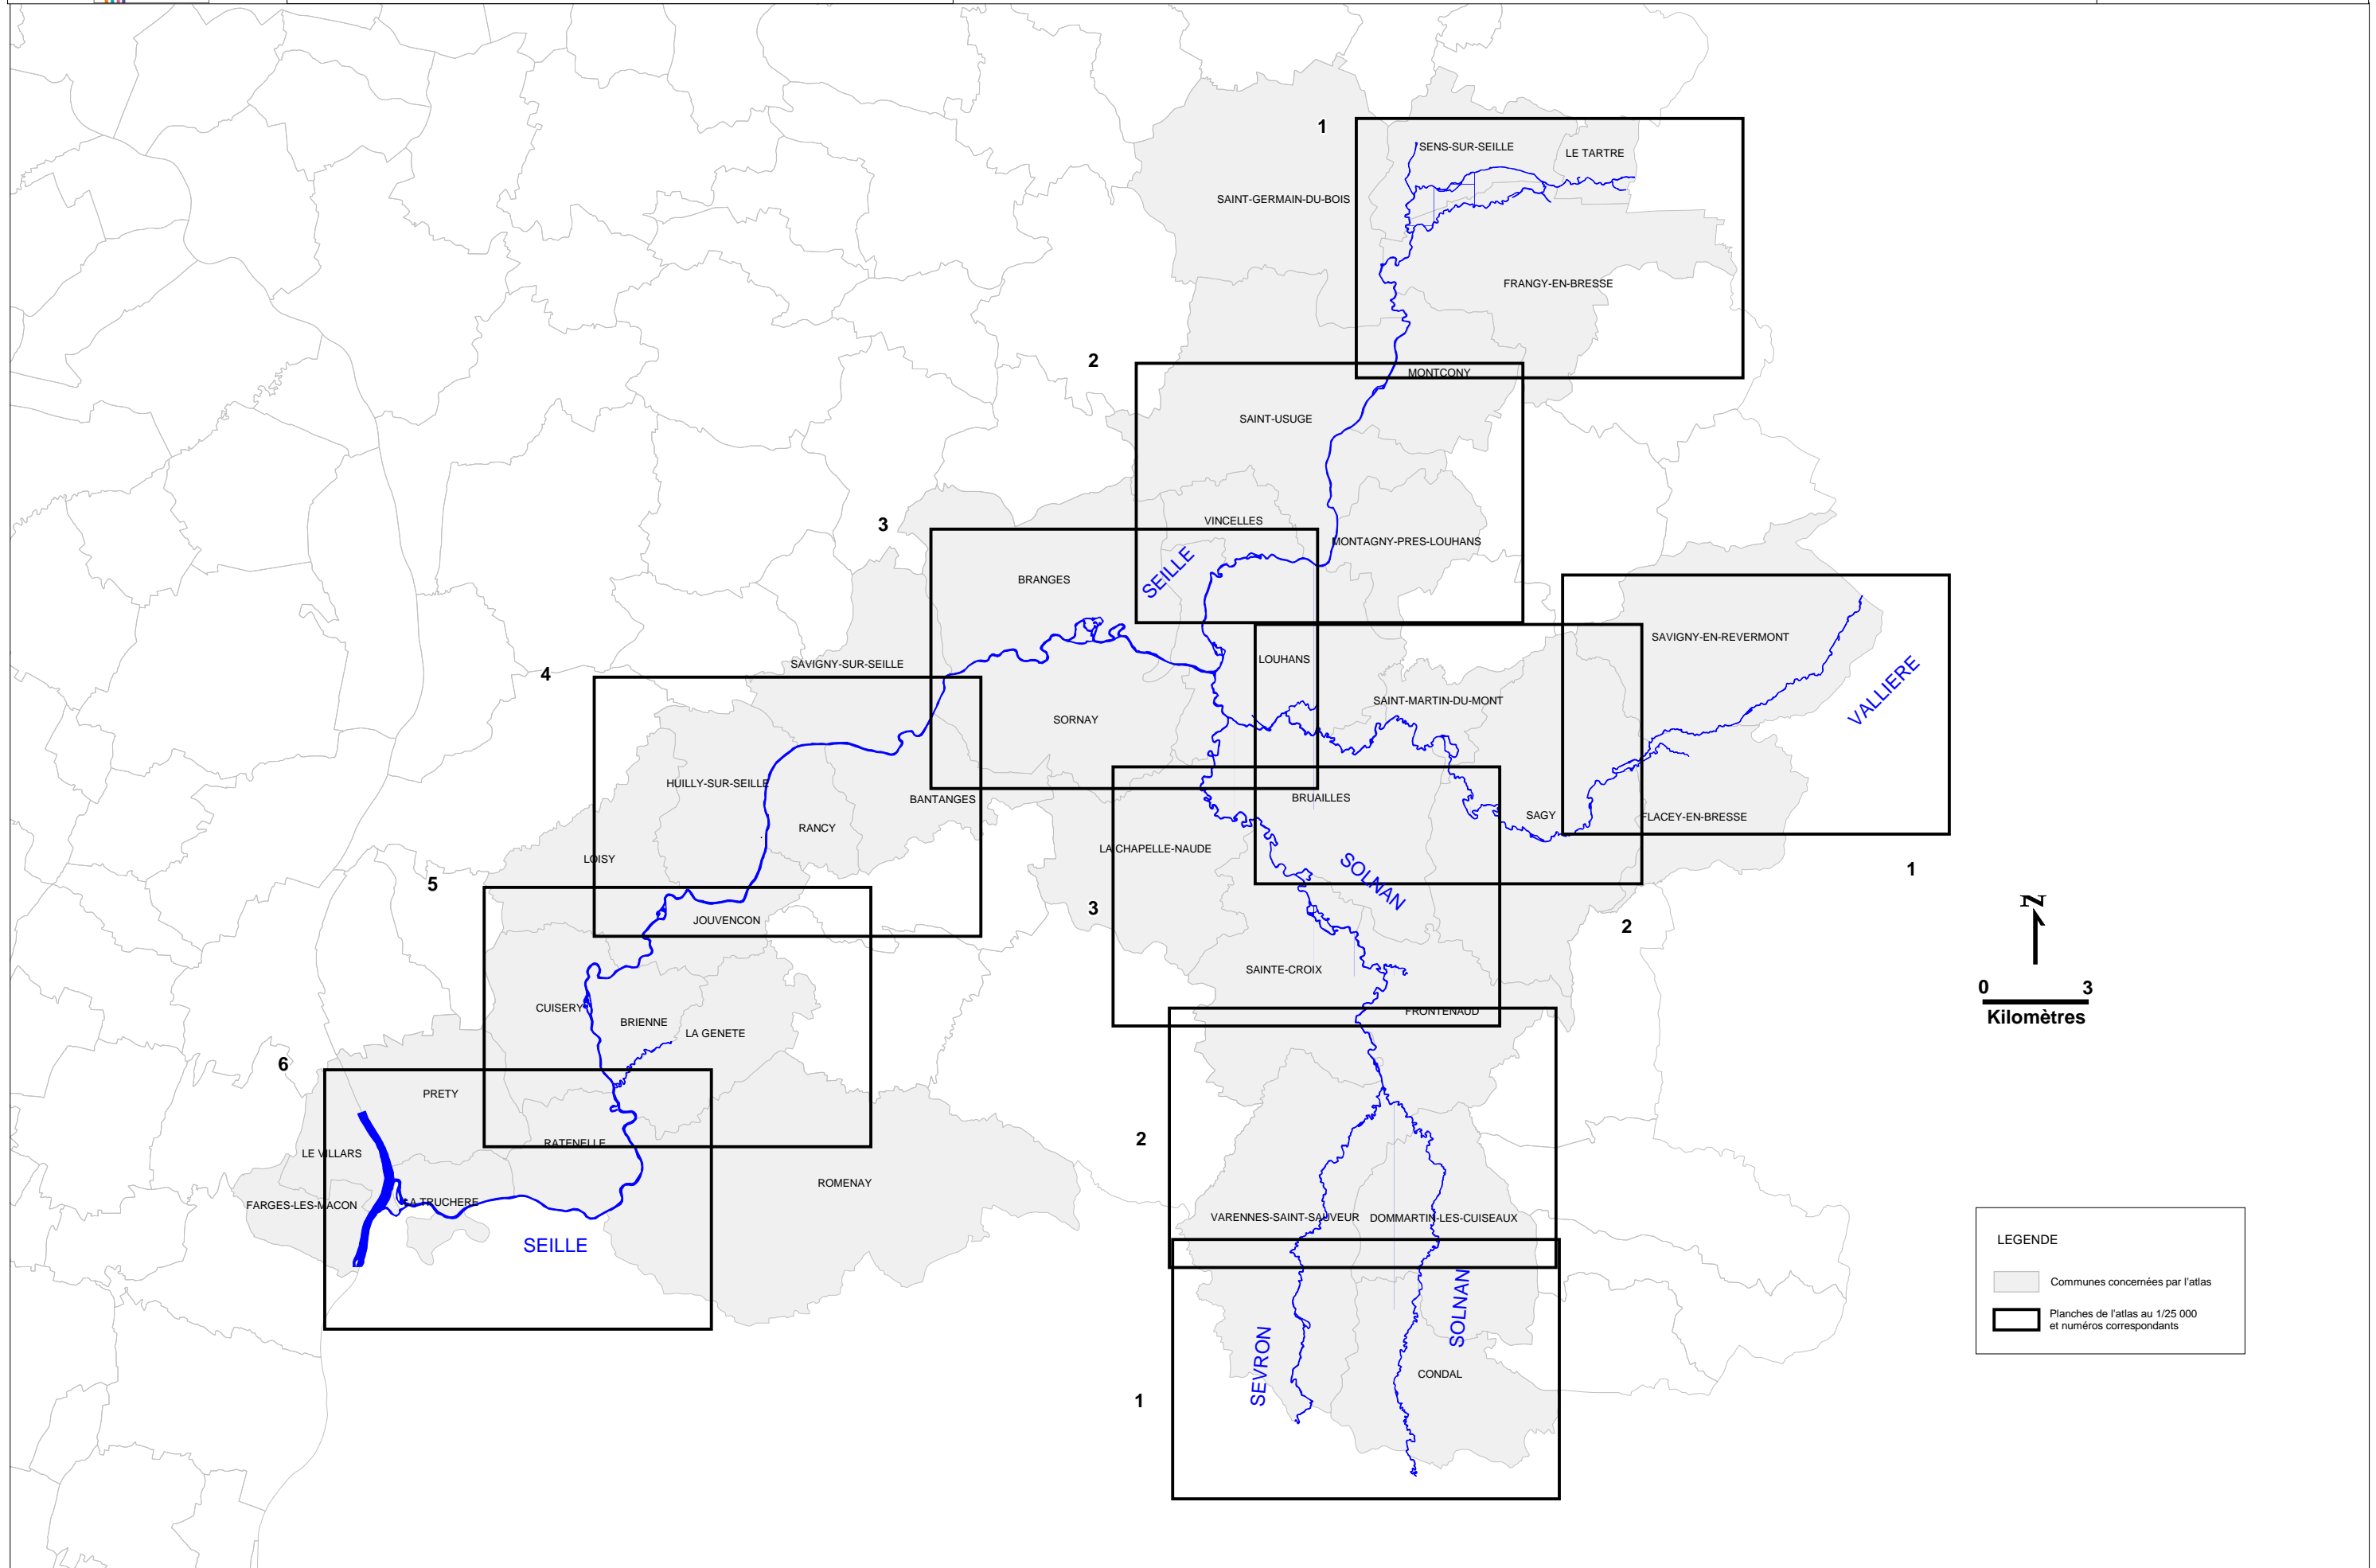 1
SENS-SUR-SEILLE
LE TARTRE
SAINT-GERMAIN-DU-BOIS
FRANGY-EN-BRESSE
2
MONTCONY
SAINT-USUGE
3
VINCELLES
MONTAGNY-PRES-LOUHANS
SEILLE
BRANGES
SAVIGNY-EN-REVERMONT
LOUHANS
SAVIGNY-SUR-SEILLE
4
VALLIERE
SAINT-MARTIN-DU-MONT
SORNAY
HUILLY-SUR-SEILLE
BANTANGES
BRUAILLES
SAGY
FLACEY-EN-BRESSE
RANCY
LA CHAPELLE-NAUDE
LOISY
SOLNAN
1
5
3
JOUVENCON
2
N
SAINTE-CROIX
0 3
Kilomètres
CUISERY
FRONTENAUD
BRIENNE
LA GENETE
6
PRETY
2
RATENELLE
LE VILLARS
ROMENAY
LA TRUCHERE
FARGES-LES-MACON
VARENNES-SAINT-SAUVEUR
DOMMARTIN-LES-CUISEAUX
SEILLE
LEGENDE
Communes concernées par l'atlas
Planches de l'atlas au 1/25 000
et numéros correspondants
SOLNAN
SEVRON
CONDAL
1